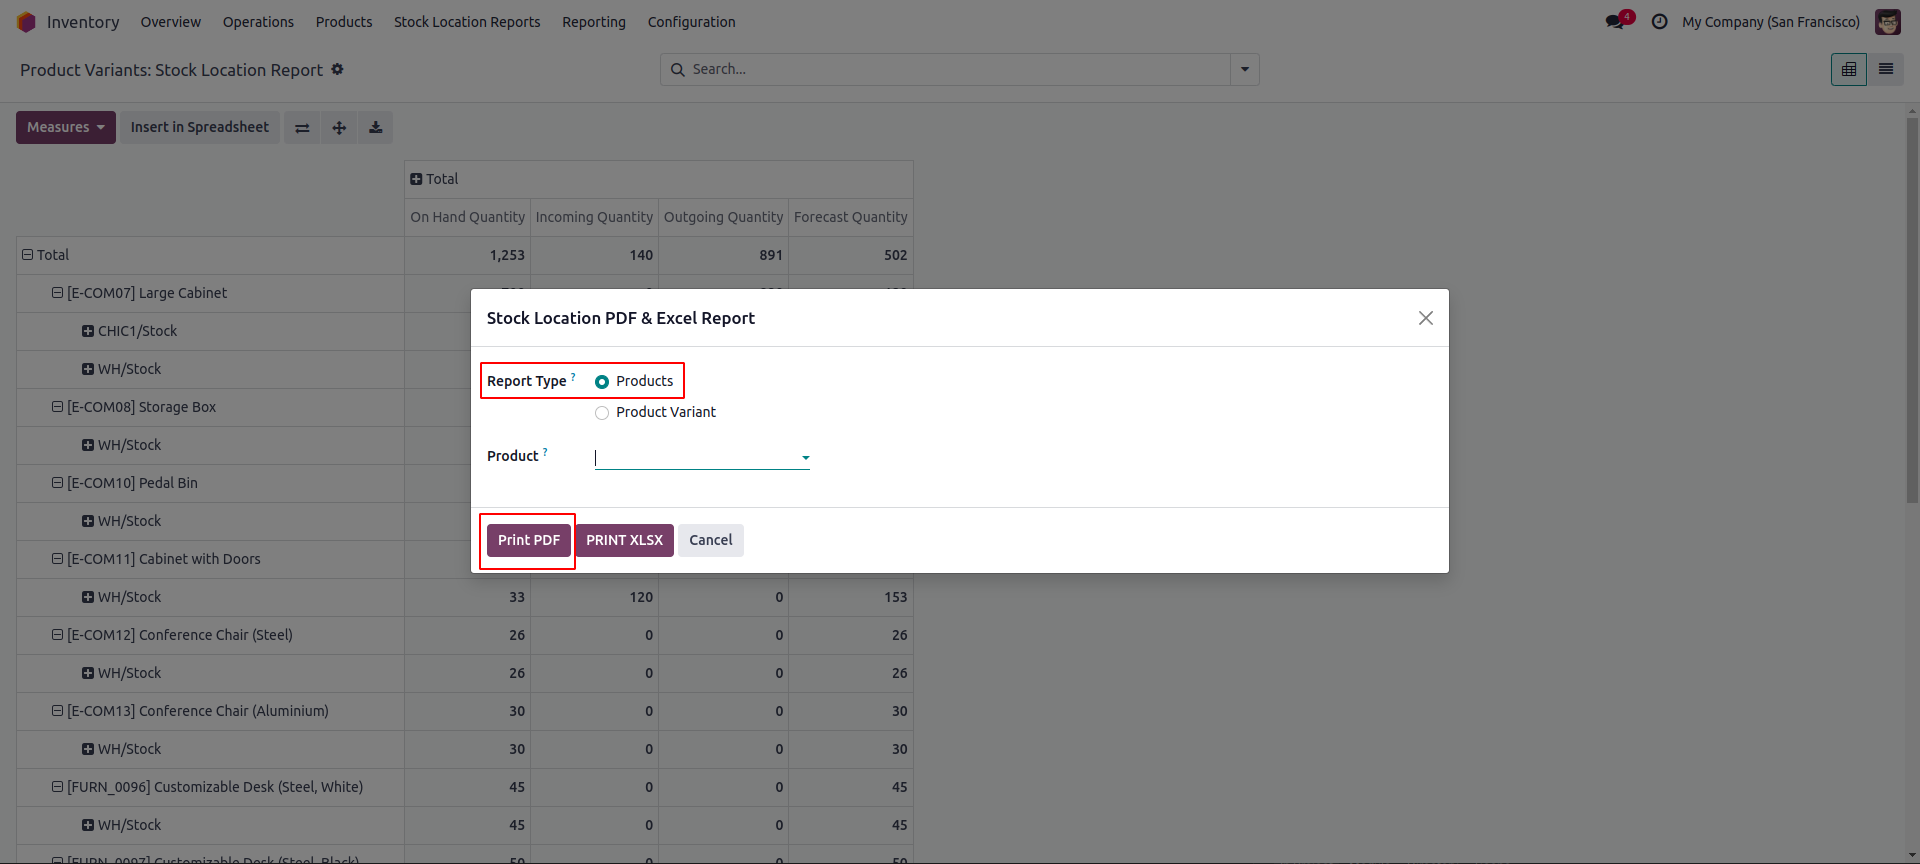 Inventory Overview Operations Products Stock Location Reports Reporting Configuration 4 My Company (San Francisco)
Product Variants: Stock Location Report Search...
Measures Insert in Spreadsheet
Total
On Hand Quantity Incoming Quantity Outgoing Quantity Forecast Quantity
Total 1,253 140 891 502
[E-COM07] Large Cabinet
CHIC1/Stock
WH/Stock
[E-COM08] Storage Box
WH/Stock
[E-COM10] Pedal Bin
WH/Stock
[E-COM11] Cabinet with Doors
WH/Stock 33 120 0 153
[E-COM12] Conference Chair (Steel) 26 0 0 26
WH/Stock 26 0 0 26
[E-COM13] Conference Chair (Aluminium) 30 0 0 30
WH/Stock 30 0 0 30
[FURN_0096] Customizable Desk (Steel, White) 45 0 0 45
WH/Stock 45 0 0 45
[FURN_0097] Customizable Desk (Steel, Black) 50 0 0 50
Stock Location PDF & Excel Report
Report Type ? Products
Product Variant
Product ?
Print PDF PRINT XLSX Cancel